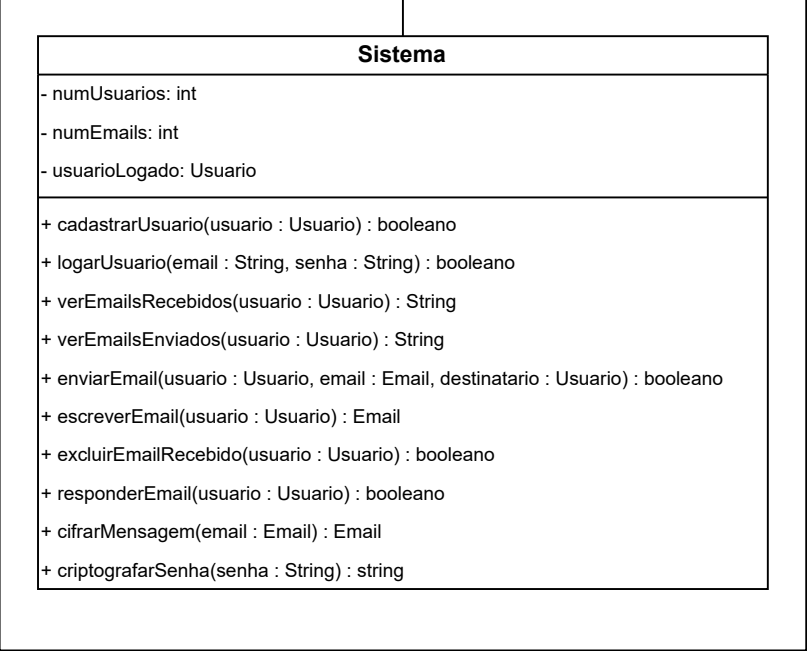 Sistema
- numUsuarios: int
- numEmails: int
- usuarioLogado: Usuario
+ cadastrarUsuario(usuario : Usuario) : booleano
+ logarUsuario(email : String, senha : String) : booleano
+ verEmailsRecebidos(usuario : Usuario) : String
+ verEmailsEnviados(usuario : Usuario) : String
+ enviarEmail(usuario : Usuario, email : Email, destinatario : Usuario) : booleano
+ escreverEmail(usuario : Usuario) : Email
+ excluirEmailRecebido(usuario : Usuario) : booleano
+ responderEmail(usuario : Usuario) : booleano
+ cifrarMensagem(email : Email) : Email
+ criptografarSenha(senha : String) : string